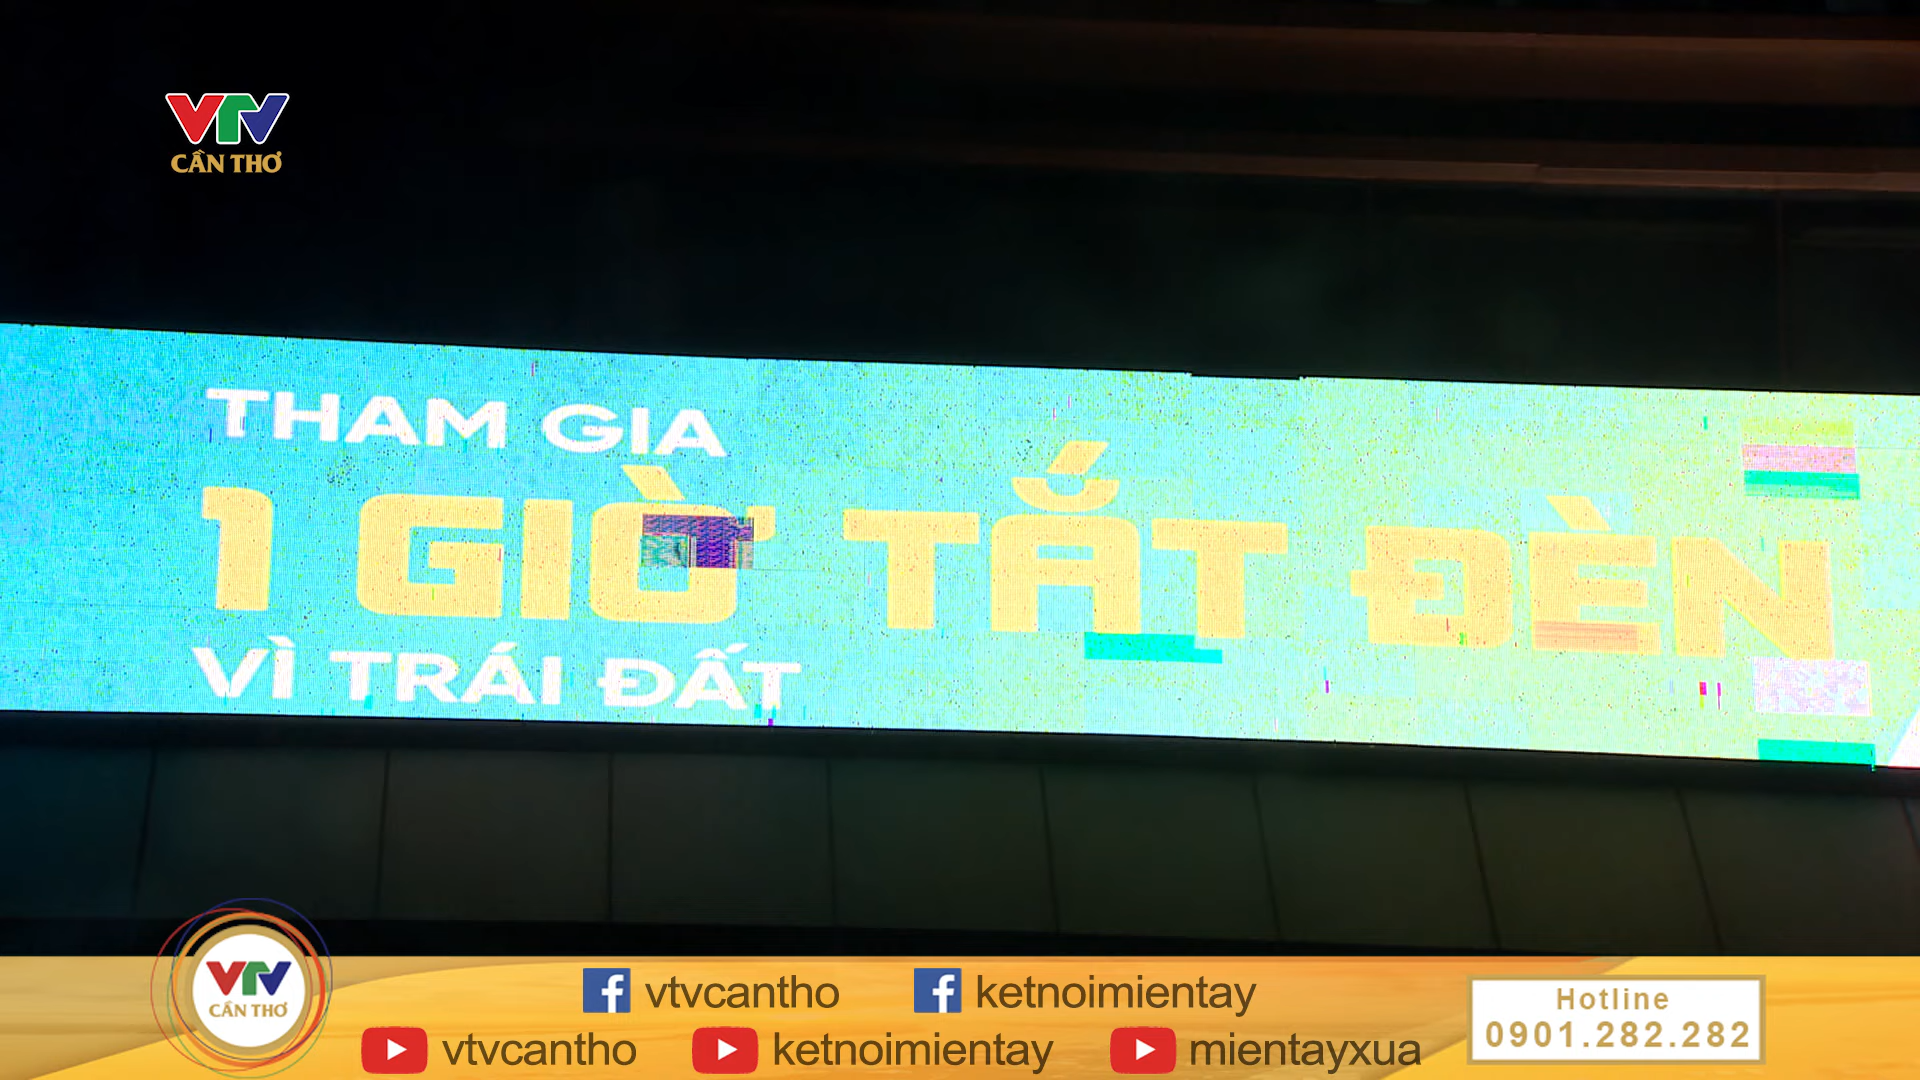 VTV
CẦN THƠ
THAM GIA
1 GIỜ TẮT ĐÈN
VÌ TRÁI ĐẤT
VTV
CẦN THƠ
vtvcantho
ketnoimientay
vtvcantho
ketnoimientay
mientayxua
Hotline
0901.282.282